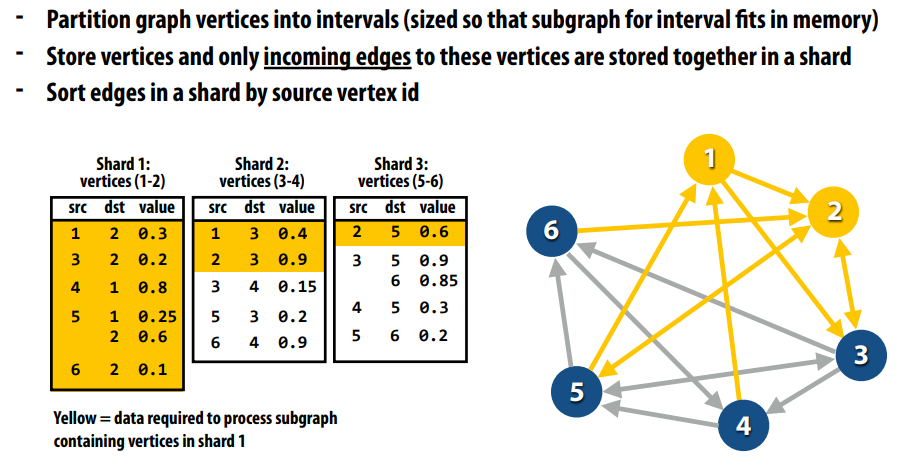 - Partition graph vertices into intervals (sized so that subgraph for interval fits in memory)
- Store vertices and only incoming edges to these vertices are stored together in a shard
- Sort edges in a shard by source vertex id
Shard 1:
vertices (1-2)
src dst value
1 2 0.3
3 2 0.2
4 1 0.8
5 1 0.25
2 0.6
6 2 0.1
Shard 2:
vertices (3-4)
src dst value
1 3 0.4
2 3 0.9
3 4 0.15
5 3 0.2
6 4 0.9
Shard 3:
vertices (5-6)
src dst value
2 5 0.6
3 5 0.9
6 0.85
4 5 0.3
5 6 0.2
Yellow = data required to process subgraph
containing vertices in shard 1
1
2
6
3
5
4